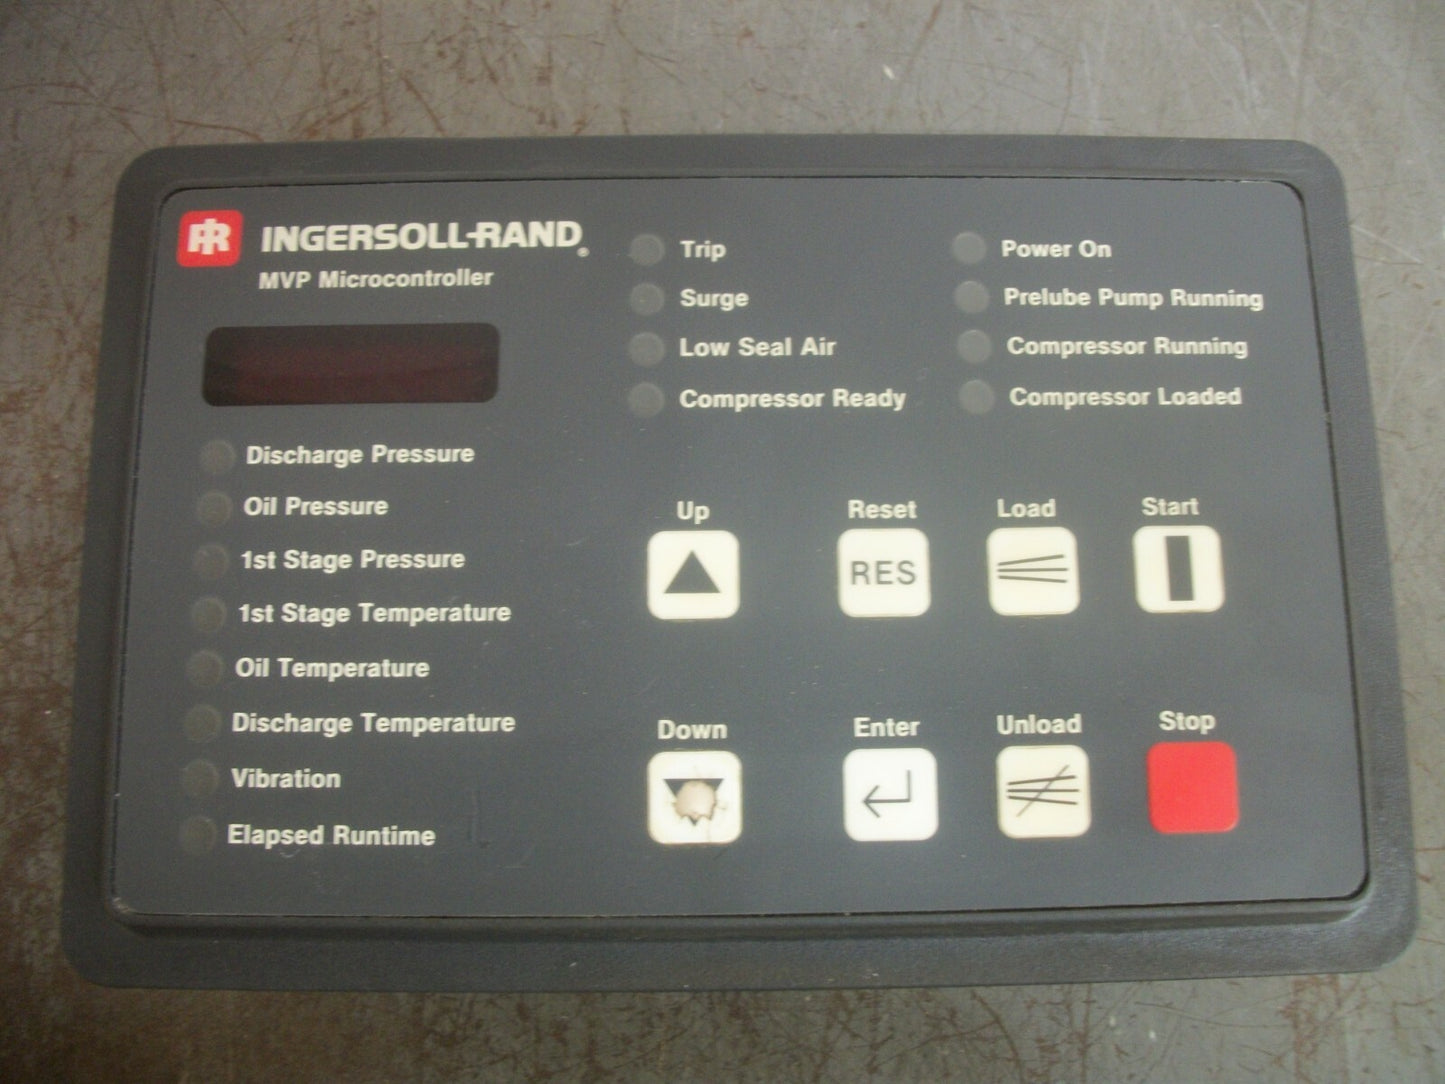 IR INGERSOLL-RAND®
MVP Microcontroller
Discharge Pressure
Oil Pressure
1st Stage Pressure
1st Stage Temperature
Oil Temperature
Discharge Temperature
Vibration
Elapsed Runtime
Trip
Surge
Low Seal Air
Compressor Ready
Power On
Prelube Pump Running
Compressor Running
Compressor Loaded
Up
Reset
Load
Start
RES
Down
Enter
Unload
Stop